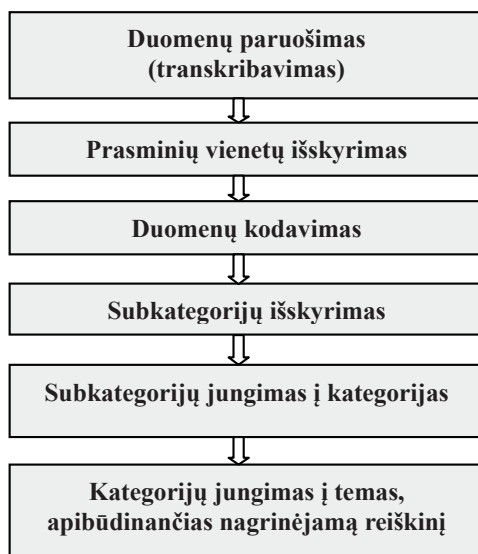 Duomenų paruošimas
(transkribavimas)
Prasminių vienetų išskyrimas
Duomenų kodavimas
Subkategorijų išskyrimas
Subkategorijų jungimas į kategorijas
Kategorijų jungimas į temas,
apibūdinančias nagrinėjamą reiškinį